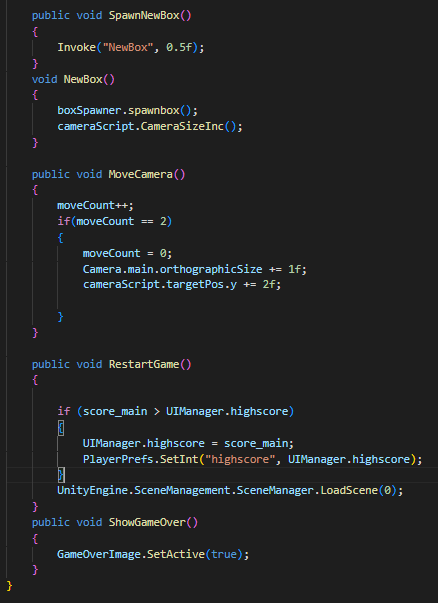 public void SpawnNewBox()
{
Invoke("NewBox", 0.5f);
}
void NewBox()
{
boxSpawner.spawnbox();
cameraScript.CameraSizeInc();
}
public void MoveCamera()
{
moveCount++;
if(moveCount == 2)
{
moveCount = 0;
Camera.main.orthographicSize += 1f;
cameraScript.targetPos.y += 2f;
}
}
public void RestartGame()
{
if (score_main > UIManager.highscore)
{
UIManager.highscore = score_main;
PlayerPrefs.SetInt("highscore", UIManager.highscore);
}
UnityEngine.SceneManagement.SceneManager.LoadScene(0);
}
public void ShowGameOver()
{
GameOverImage.SetActive(true);
}
}